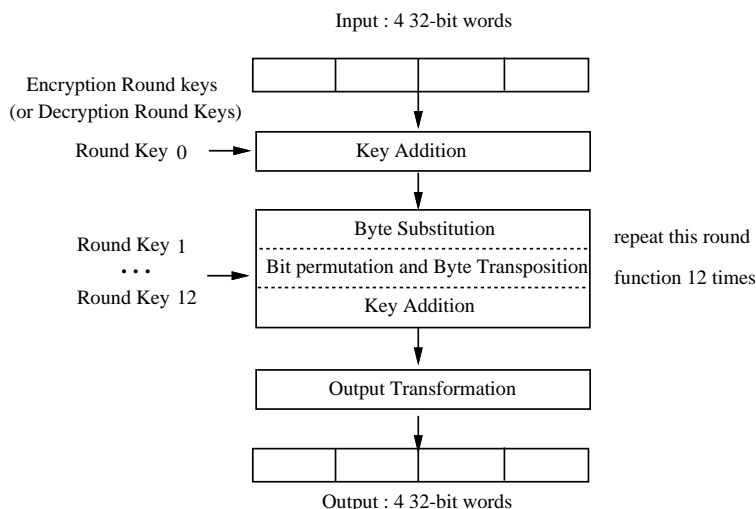 Input : 4 32-bit words
Encryption Round keys
(or Decryption Round Keys)
Round Key 0
Key Addition
Round Key 1
. . .
Round Key 12
Byte Substitution
Bit permutation and Byte Transposition
Key Addition
repeat this round
function 12 times
Output Transformation
Output : 4 32-bit words